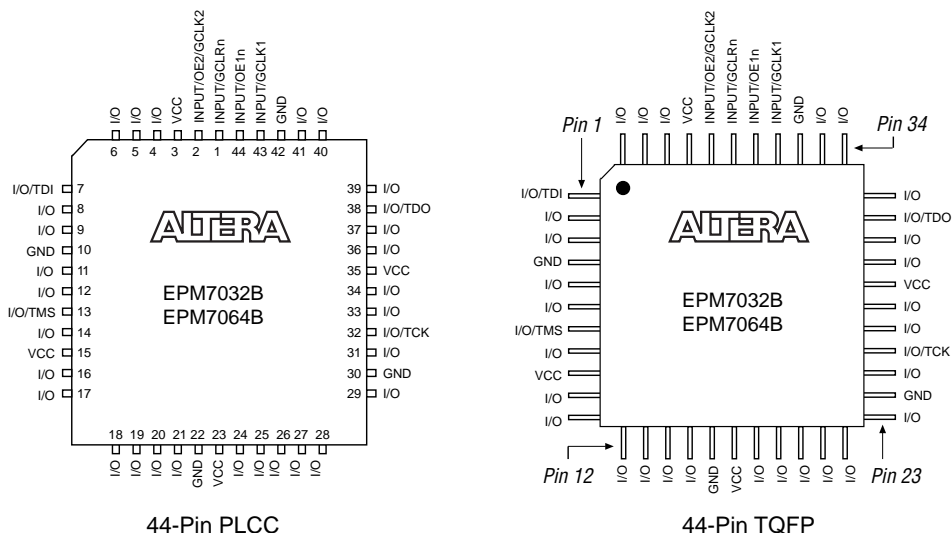 I/O
I/O
I/O
VCC
INPUT/OE2/GCLK2
INPUT/GCLRn
INPUT/OE1n
INPUT/GCLK1
GND
I/O
I/O
6 5 4 3 2 1 44 43 42 41 40
I/O/TDI 7
I/O 8
I/O 9
GND 10
I/O 11
I/O 12
I/O/TMS 13
I/O 14
VCC 15
I/O 16
I/O 17
ALTERA
EPM7032B
EPM7064B
39 I/O
38 I/O/TDO
37 I/O
36 I/O
35 VCC
34 I/O
33 I/O
32 I/O/TCK
31 I/O
30 GND
29 I/O
18 19 20 21 22 23 24 25 26 27 28
I/O
I/O
I/O
I/O
GND
VCC
I/O
I/O
I/O
I/O
I/O
44-Pin PLCC
I/O
I/O
I/O
VCC
INPUT/OE2/GCLK2
INPUT/GCLRn
INPUT/OE1n
INPUT/GCLK1
GND
I/O
I/O
Pin 1
Pin 34
I/O/TDI
I/O
I/O
GND
I/O
I/O
I/O/TMS
I/O
VCC
I/O
I/O
ALTERA
EPM7032B
EPM7064B
I/O
I/O/TDO
I/O
I/O
VCC
I/O
I/O
I/O/TCK
I/O
GND
I/O
Pin 12
Pin 23
I/O
I/O
I/O
I/O
GND
VCC
I/O
I/O
I/O
I/O
I/O
44-Pin TQFP